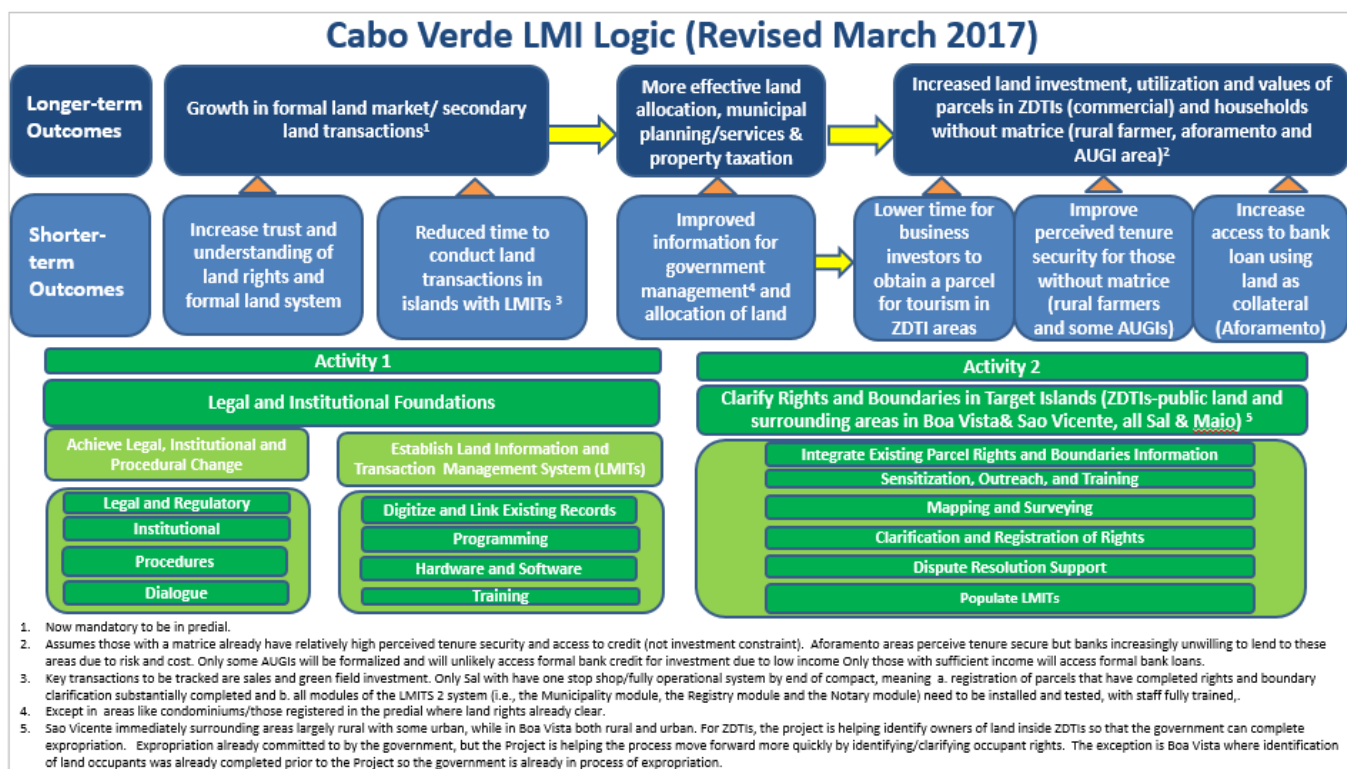 Cabo Verde LMI Logic (Revised March 2017)
Longer-term
Outcomes
Growth in formal land market/ secondary
land transactions¹
More effective land
allocation, municipal
planning/services &
property taxation
Increased land investment, utilization and values of
parcels in ZDTIs (commercial) and households
without matrice (rural farmer, aforamento and
AUGI area)²
Shorter-
term
Outcomes
Increase trust and
understanding of
land rights and
formal land system
Reduced time to
conduct land
transactions in
islands with LMITs ³
Improved
information for
government
management⁴ and
allocation of land
Lower time for
business
investors to
obtain a parcel
for tourism in
ZDTI areas
Improve
perceived tenure
security for those
without matrice
(rural farmers
and some AUGIs)
Increase
access to bank
loan using
land as
collateral
(Aforamento)
Activity 1
Legal and Institutional Foundations
Achieve Legal, Institutional and
Procedural Change
Legal and Regulatory
Institutional
Procedures
Dialogue
Establish Land Information and
Transaction Management System (LMITs)
Digitize and Link Existing Records
Programming
Hardware and Software
Training
Activity 2
Clarify Rights and Boundaries in Target Islands (ZDTIs-public land and
surrounding areas in Boa Vista& Sao Vicente, all Sal & Maio) ⁵
Integrate Existing Parcel Rights and Boundaries Information
Sensitization, Outreach, and Training
Mapping and Surveying
Clarification and Registration of Rights
Dispute Resolution Support
Populate LMITs
1. Now mandatory to be in predial.
2. Assumes those with a matrice already have relatively high perceived tenure security and access to credit (not investment constraint). Aforamento areas perceive tenure secure but banks increasingly unwilling to lend to these
areas due to risk and cost. Only some AUGIs will be formalized and will unlikely access formal bank credit for investment due to low income Only those with sufficient income will access formal bank loans.
3. Key transactions to be tracked are sales and green field investment. Only Sal with have one stop shop/fully operational system by end of compact, meaning a. registration of parcels that have completed rights and boundary
clarification substantially completed and b. all modules of the LMITS 2 system (i.e., the Municipality module, the Registry module and the Notary module) need to be installed and tested, with staff fully trained,.
4. Except in areas like condominiums/those registered in the predial where land rights already clear.
5. Sao Vicente immediately surrounding areas largely rural with some urban, while in Boa Vista both rural and urban. For ZDTIs, the project is helping identify owners of land inside ZDTIs so that the government can complete
expropriation. Expropriation already committed to by the government, but the Project is helping the process move forward more quickly by identifying/clarifying occupant rights. The exception is Boa Vista where identification
of land occupants was already completed prior to the Project so the government is already in process of expropriation.